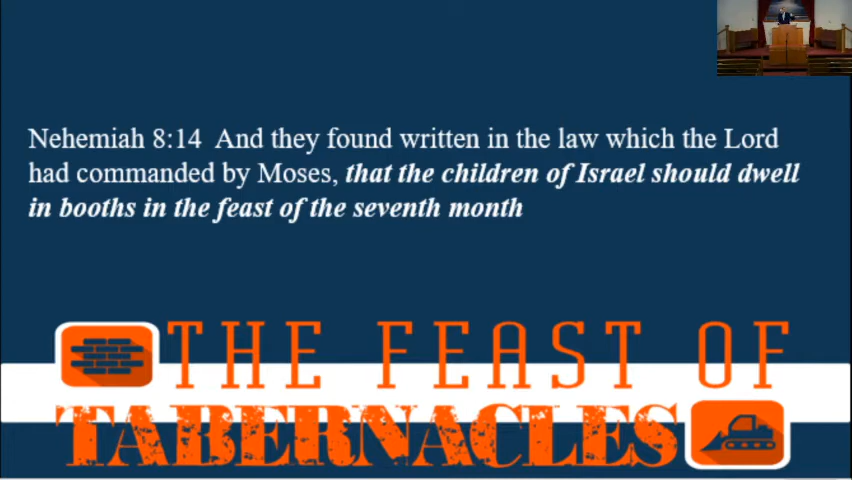 Nehemiah 8:14 And they found written in the law which the Lord
had commanded by Moses, that the children of Israel should dwell
in booths in the feast of the seventh month
THE FEAST OF
TABERNACLES